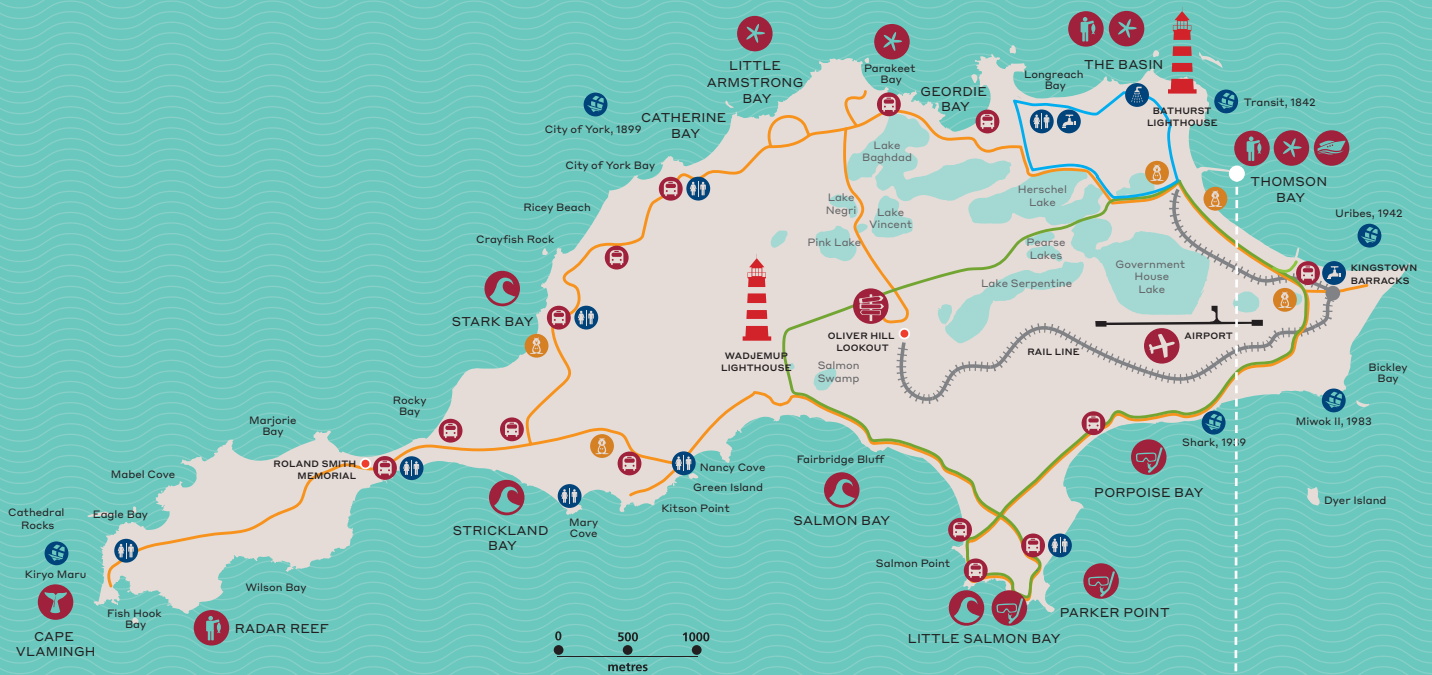 LITTLE
ARMSTRONG
BAY
Parakeet
Bay
GEORDIE
BAY
Longreach
Bay
THE BASIN
BATHURST
LIGHTHOUSE
Transit, 1842
City of York, 1899
CATHERINE
BAY
City of York Bay
Ricey Beach
Crayfish Rock
STARK BAY
Lake
Baghdad
Lake
Negri
Lake
Vincent
Pink Lake
Herschel
Lake
Pearse
Lakes
Lake Serpentine
Government
House
Lake
THOMSON
BAY
Uribes, 1942
KINGSTOWN
BARRACKS
WADJEMUP
LIGHTHOUSE
OLIVER HILL
LOOKOUT
Salmon
Swamp
RAIL LINE
AIRPORT
Bickley
Bay
Miwok II, 1983
Shark, 1939
Rocky
Bay
Marjorie
Bay
ROLAND SMITH
MEMORIAL
Mabel Cove
Eagle Bay
Cathedral
Rocks
Kiryo Maru
CAPE
VLAMINGH
Fish Hook
Bay
RADAR REEF
Wilson Bay
STRICKLAND
BAY
Mary
Cove
Nancy Cove
Green Island
Kitson Point
Fairbridge Bluff
SALMON BAY
PORPOISE BAY
Dyer Island
Salmon Point
LITTLE SALMON BAY
PARKER POINT
0 500 1000
metres